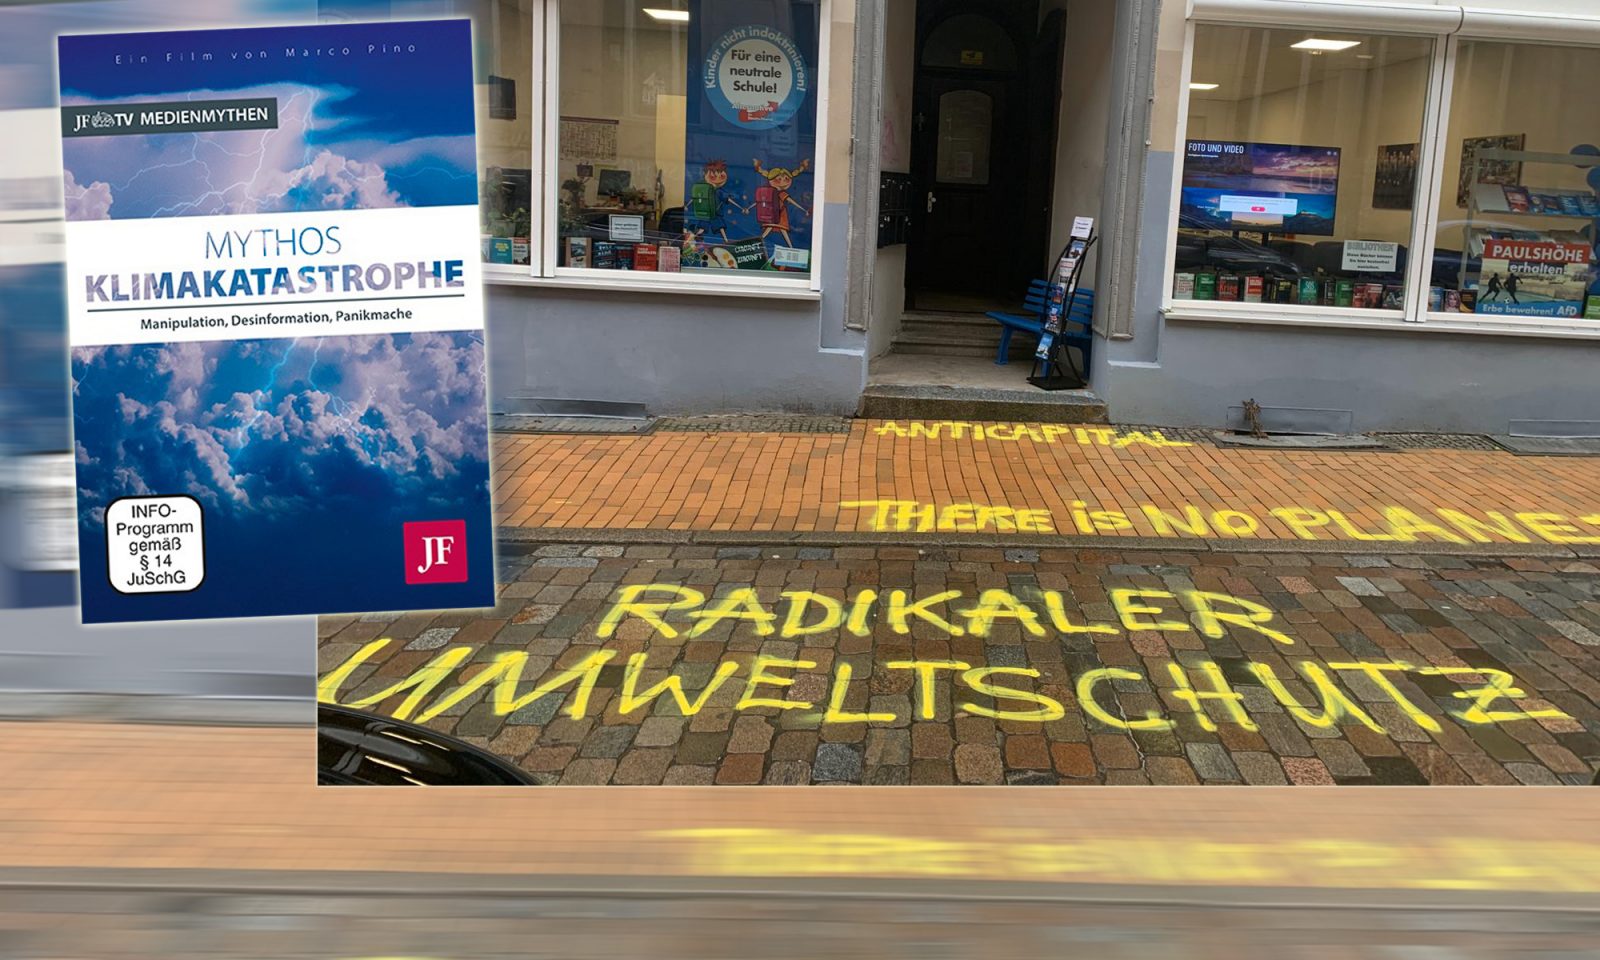 Ein Film von Marco Pino
JF TV MEDIENMYTHEN
MYTHOS
KLIMAKATASTROPHE
Manipulation, Desinformation, Panikmache
INFO-
Programm
gemäß
§ 14
JuSchG
JF
Kinder nicht indoktrinieren!
Für eine
neutrale
Schule!
Alternative
FOTO UND VIDEO
BIBLIOTHEK
PAULSHÖHE
erhalten!
Erbe bewahren! AfD
ANTICAPITAL
THERE is NO PLANE
RADIKALER
UMWELTSCHUTZ